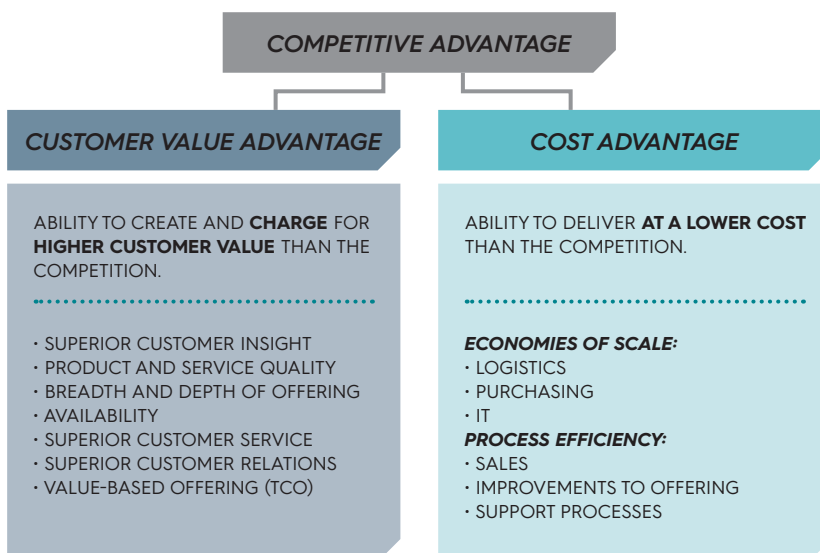 COMPETITIVE ADVANTAGE
CUSTOMER VALUE ADVANTAGE
ABILITY TO CREATE AND CHARGE FOR
HIGHER CUSTOMER VALUE THAN THE
COMPETITION.
· SUPERIOR CUSTOMER INSIGHT
· PRODUCT AND SERVICE QUALITY
· BREADTH AND DEPTH OF OFFERING
· AVAILABILITY
· SUPERIOR CUSTOMER SERVICE
· SUPERIOR CUSTOMER RELATIONS
· VALUE-BASED OFFERING (TCO)
COST ADVANTAGE
ABILITY TO DELIVER AT A LOWER COST
THAN THE COMPETITION.
ECONOMIES OF SCALE:
· LOGISTICS
· PURCHASING
· IT
PROCESS EFFICIENCY:
· SALES
· IMPROVEMENTS TO OFFERING
· SUPPORT PROCESSES